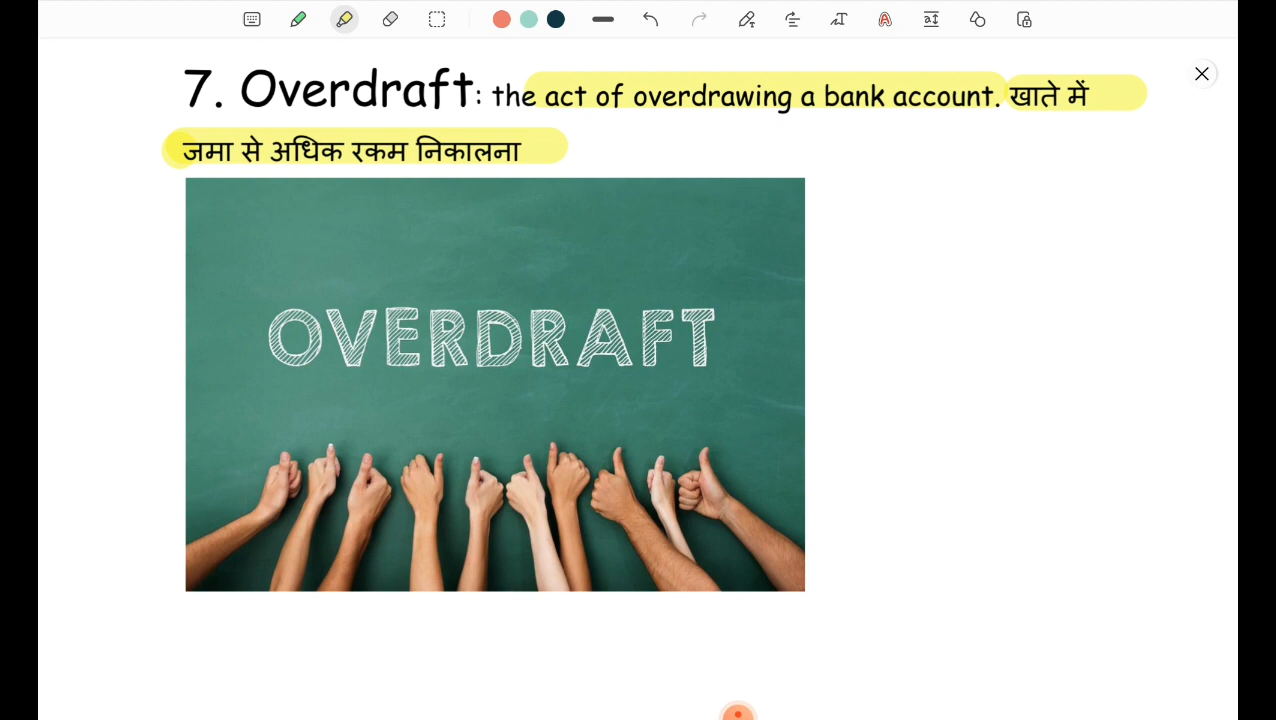 7. Overdraft: the act of overdrawing a bank account. खाते में
जमा से अधिक रकम निकालना
OVERDRAFT